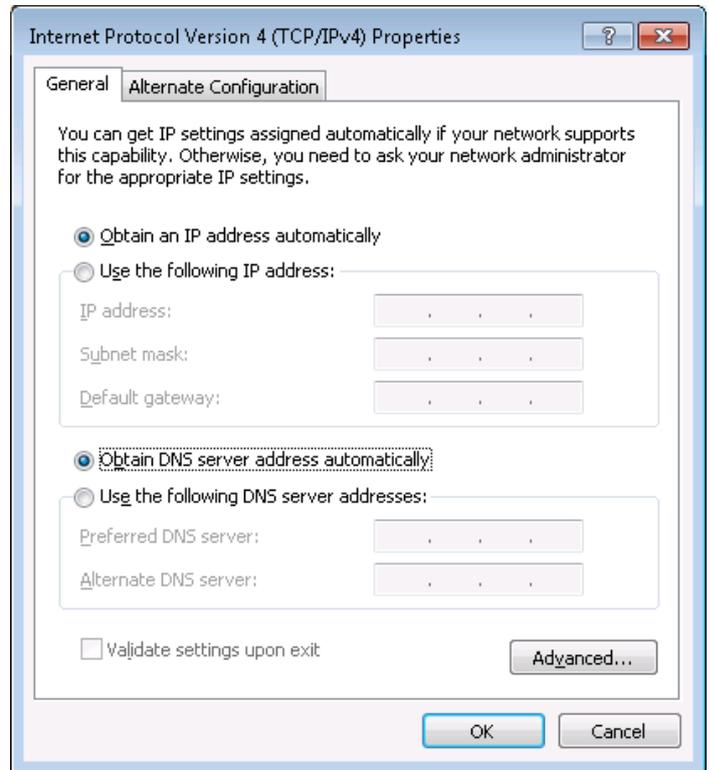 Internet Protocol Version 4 (TCP/IPv4) Properties
General
Alternate Configuration
You can get IP settings assigned automatically if your network supports
this capability. Otherwise, you need to ask your network administrator
for the appropriate IP settings.
Obtain an IP address automatically
Use the following IP address:
IP address:
Subnet mask:
Default gateway:
Obtain DNS server address automatically
Use the following DNS server addresses:
Preferred DNS server:
Alternate DNS server:
Validate settings upon exit
Advanced...
OK
Cancel